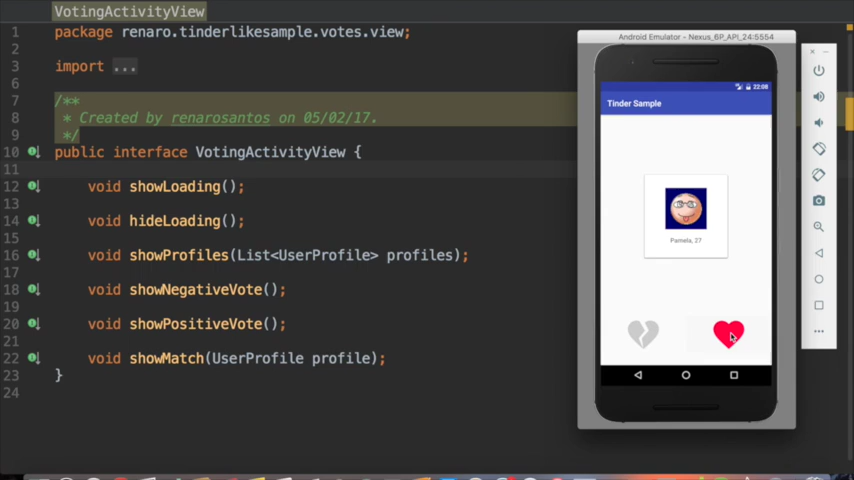 VotingActivityView
1 package renaro.tinderlikesample.votes.view;
2
3 import ...
6
7 /**
8 * Created by renarosantos on 05/02/17.
9 */
10 public interface VotingActivityView {
11
12 void showLoading();
13
14 void hideLoading();
15
16 void showProfiles(List<UserProfile> profiles);
17
18 void showNegativeVote();
19
20 void showPositiveVote();
21
22 void showMatch(UserProfile profile);
23 }
24
Android Emulator - Nexus_6P_API_24:5554
22:08
Tinder Sample
Pamela, 27